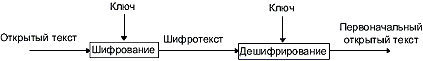 Ключ
Ключ
Открытый текст
Шифрование
Шифротекст
Дешифрирование
Первоначальный
открытый текст